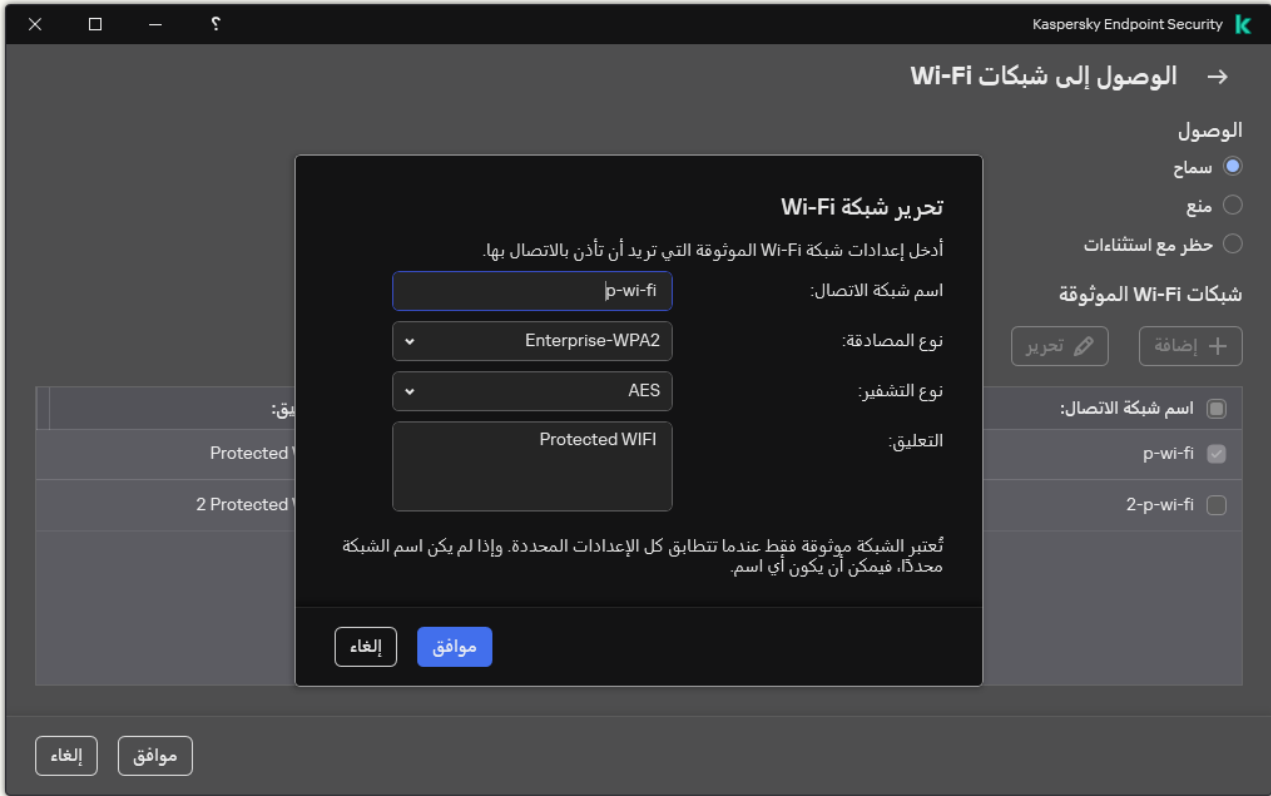 Kaspersky Endpoint Security
الوصول إلى شبكات Wi-Fi
الوصول
سماح
منع
حظر مع استثناءات
شبكات Wi-Fi الموثوقة
إضافة
تحرير
اسم شبكة الاتصال:
p-wi-fi
Protected
2-p-wi-fi
2 Protected
تحرير شبكة Wi-Fi
أدخل إعدادات شبكة Wi-Fi الموثوقة التي تريد أن تأذن بالاتصال بها.
اسم شبكة الاتصال:
p-wi-fi
نوع المصادقة:
Enterprise-WPA2
نوع التشفير:
AES
التعليق:
Protected WIFI
تُعتبر الشبكة موثوقة فقط عندما تتطابق كل الإعدادات المحددة. وإذا لم يكن اسم الشبكة
محددًا، فيمكن أن يكون أي اسم.
موافق
إلغاء
موافق
إلغاء